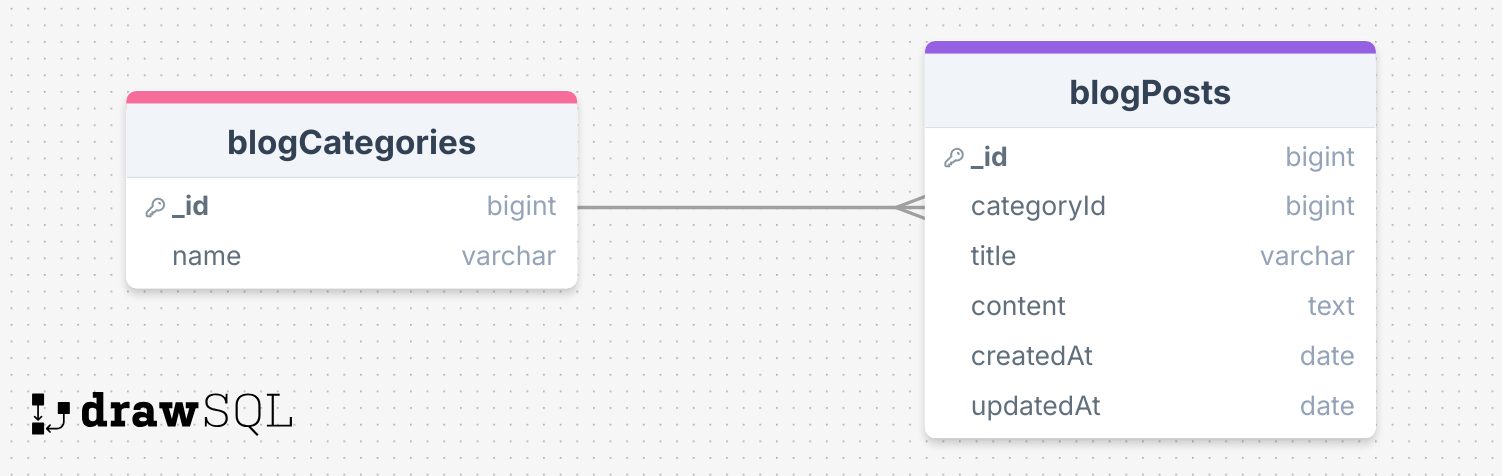 blogCategories
_id bigint
name varchar
blogPosts
_id bigint
categoryId bigint
title varchar
content text
createdAt date
updatedAt date
drawSQL